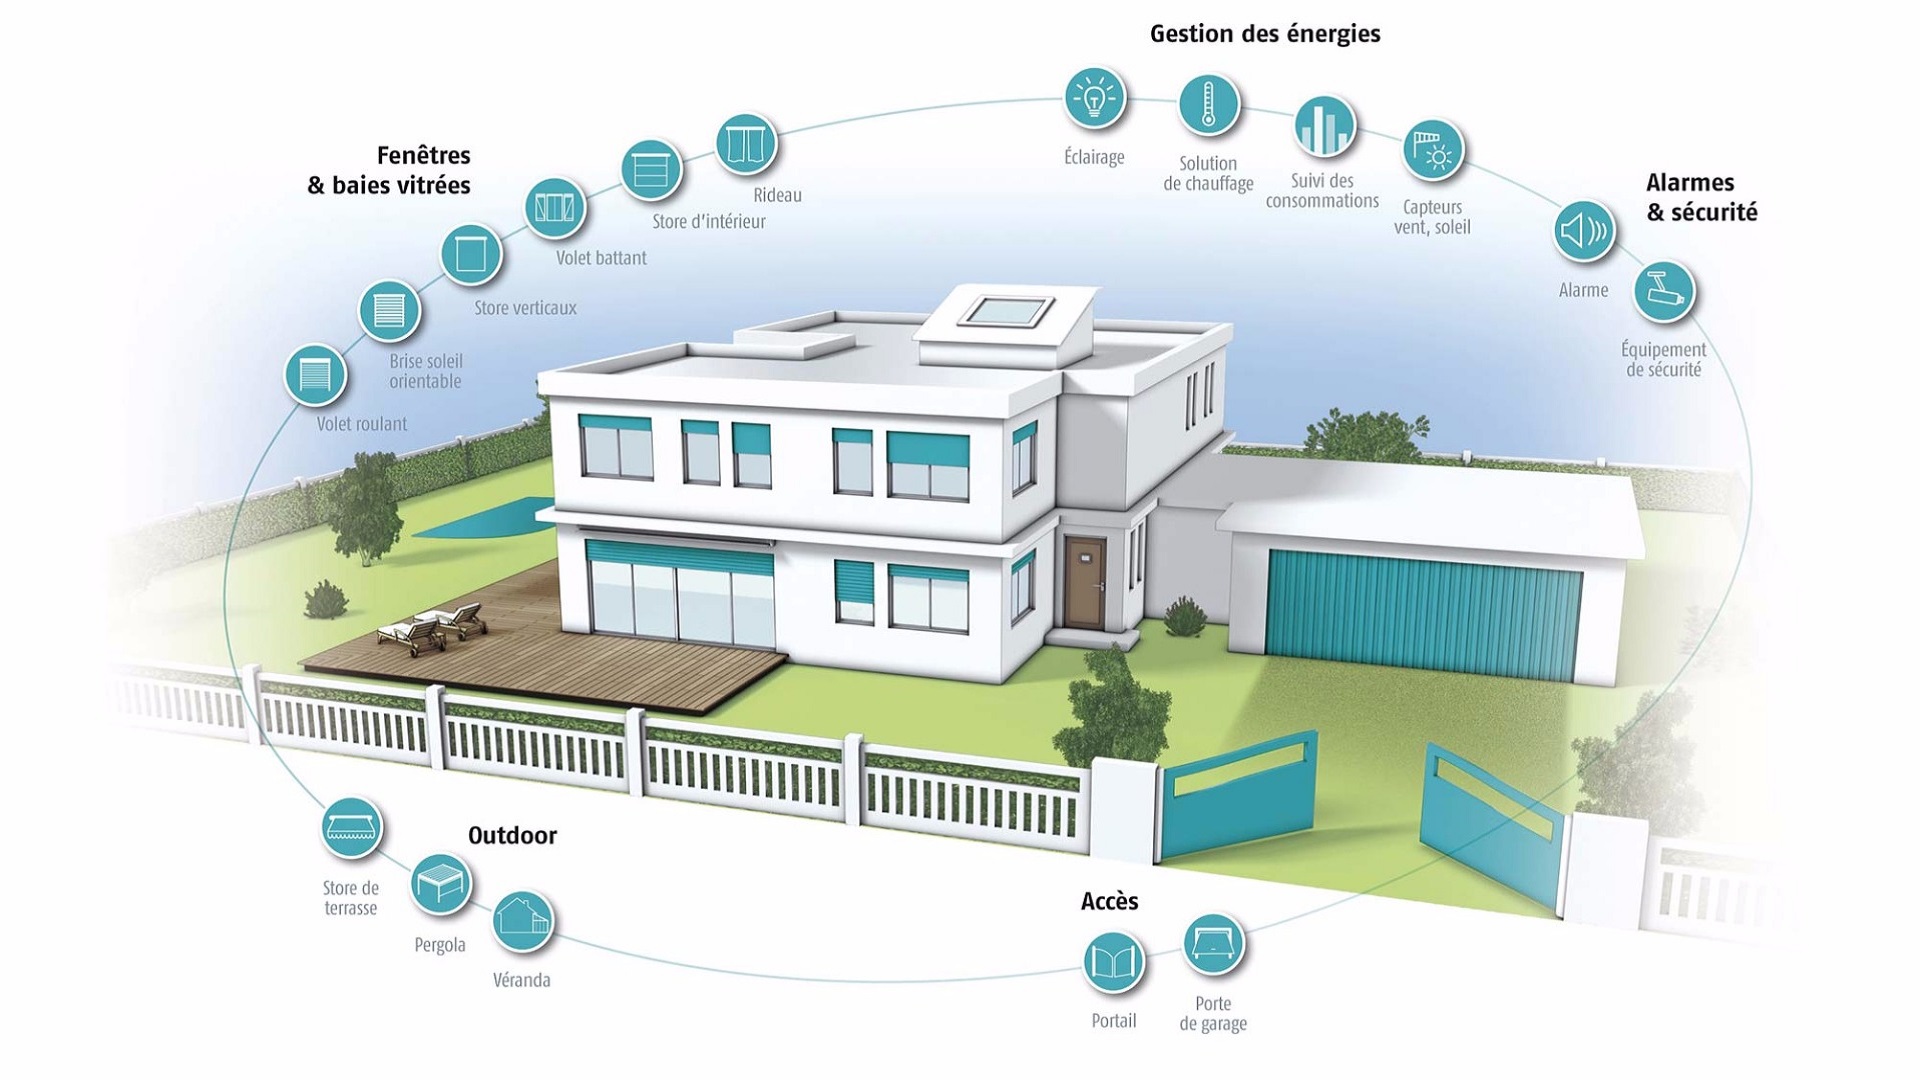 Gestion des énergies
Éclairage
Solution
de chauffage
Suivi des
consommations
Capteurs
vent, soleil
Fenêtres
& baies vitrées
Rideau
Store d'intérieur
Volet battant
Store verticaux
Brise soleil
orientable
Volet roulant
Alarmes
& sécurité
Alarme
Équipement
de sécurité
Outdoor
Store de
terrasse
Pergola
Véranda
Accès
Portail
Porte
de garage